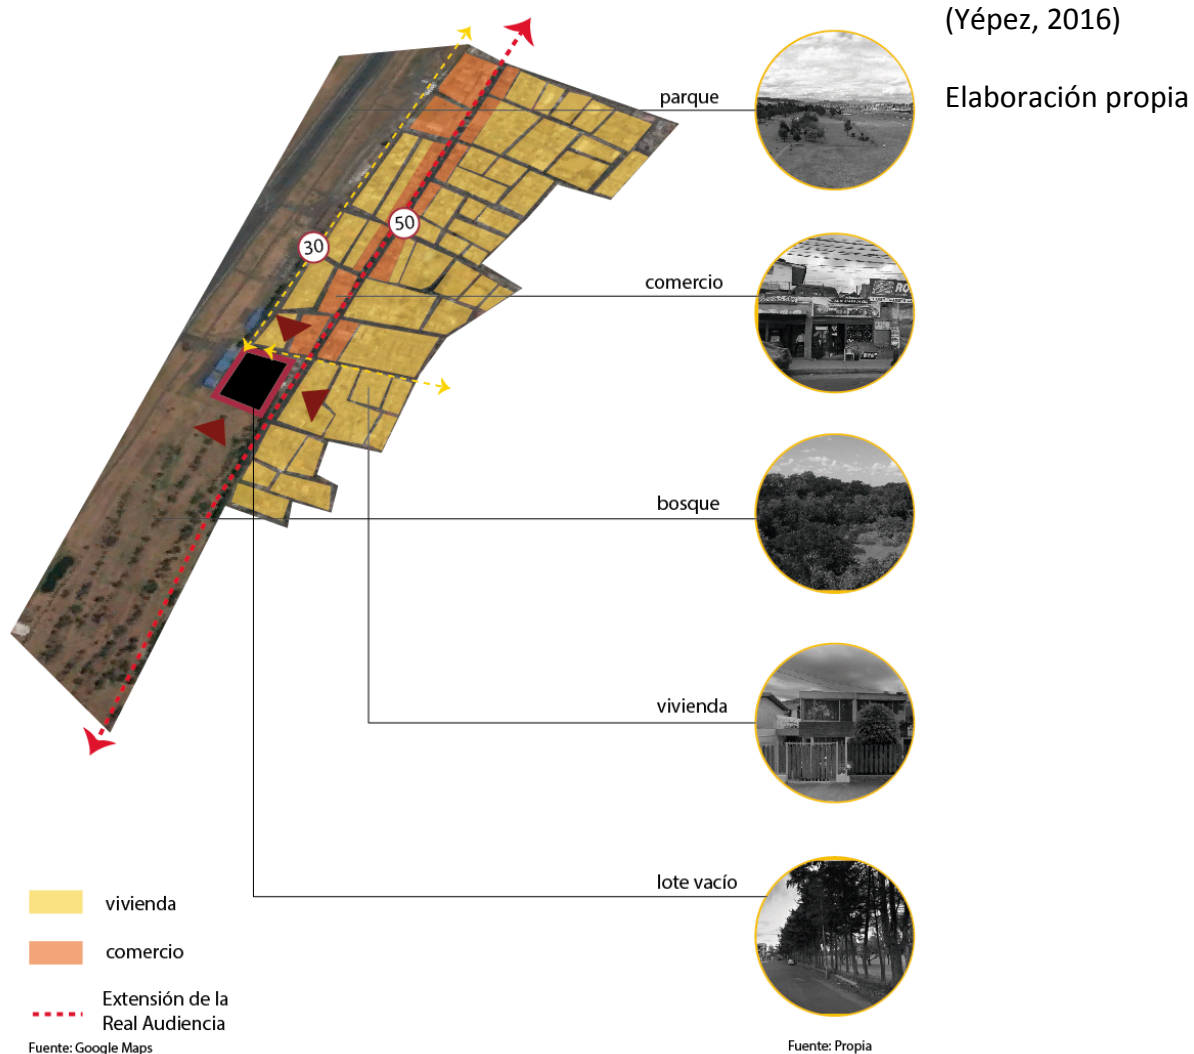 (Yépez, 2016)
Elaboración propia
parque
50
30
comercio
RO
bosque
vivienda
lote vacío
vivienda
comercio
Extensión de la
Real Audiencia
Fuente: Google Maps
Fuente: Propia